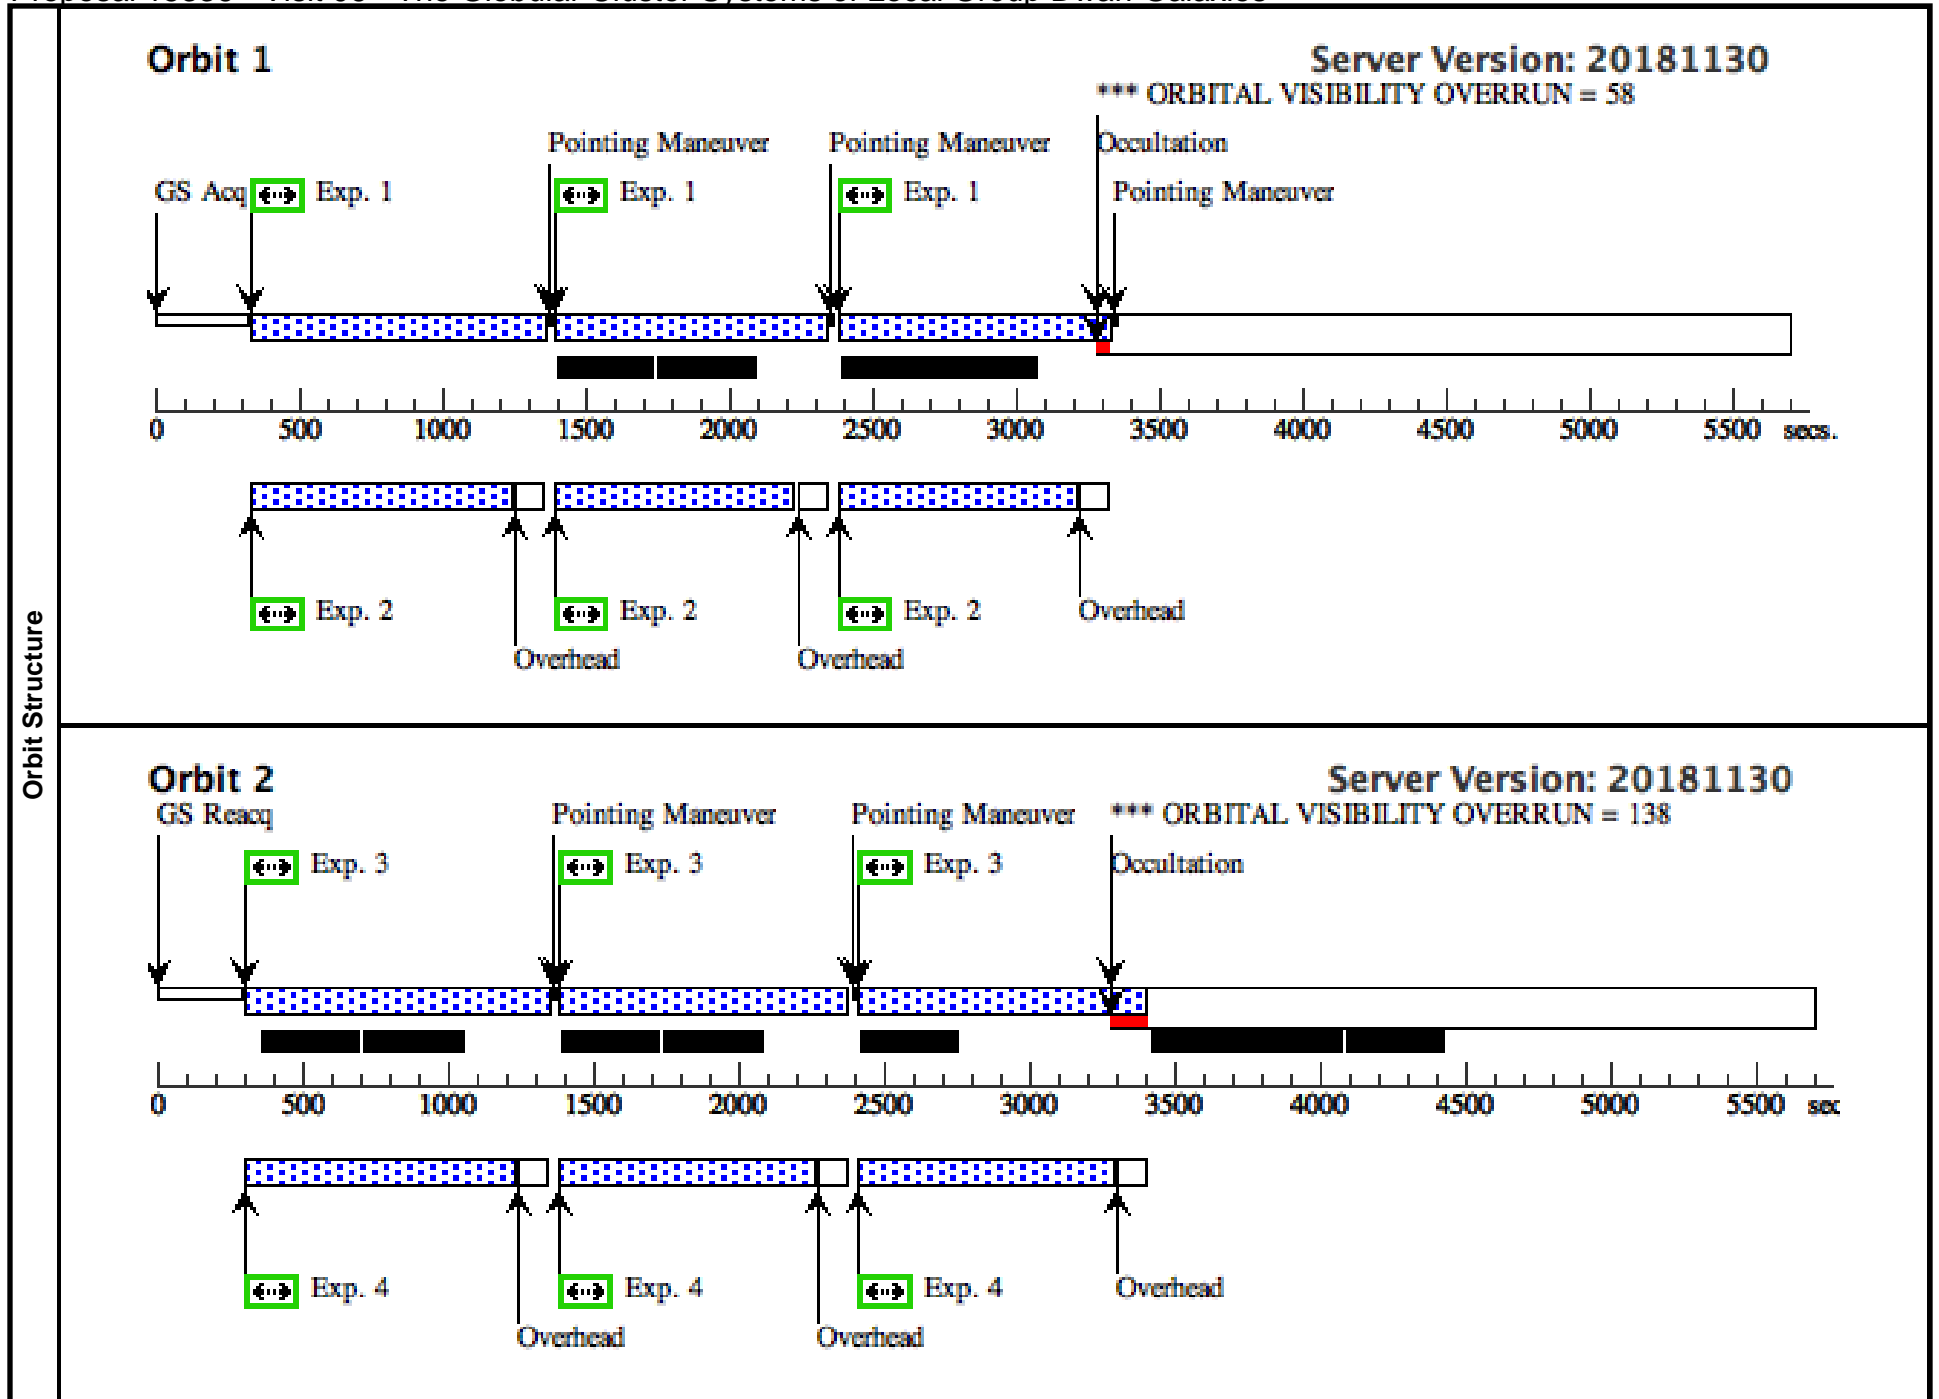 Orbit 1
Server Version: 20181130
*** ORBITAL VISIBILITY OVERRUN = 58
Pointing Maneuver Pointing Maneuver Occultation
GS Acq Exp. 1 Exp. 1 Exp. 1 Pointing Maneuver
0 500 1000 1500 2000 2500 3000 3500 4000 4500 5000 5500 secs.
Exp. 2 Exp. 2 Exp. 2 Overhead
Overhead Overhead
Orbit Structure
Orbit 2
Server Version: 20181130
GS Reacq Pointing Maneuver Pointing Maneuver *** ORBITAL VISIBILITY OVERRUN = 138
Exp. 3 Exp. 3 Exp. 3 Occultation
0 500 1000 1500 2000 2500 3000 3500 4000 4500 5000 5500 sec
Exp. 4 Exp. 4 Exp. 4 Overhead
Overhead Overhead